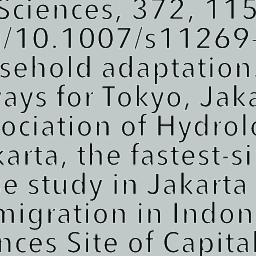 Sciences, 372, 115
/10.1007/s11269-
sehold adaptation.
ays for Tokyo, Jaka
ociation of Hydrolo
karta, the fastest-si
e study in Jakarta
migration in Indon
nces Site of Capital